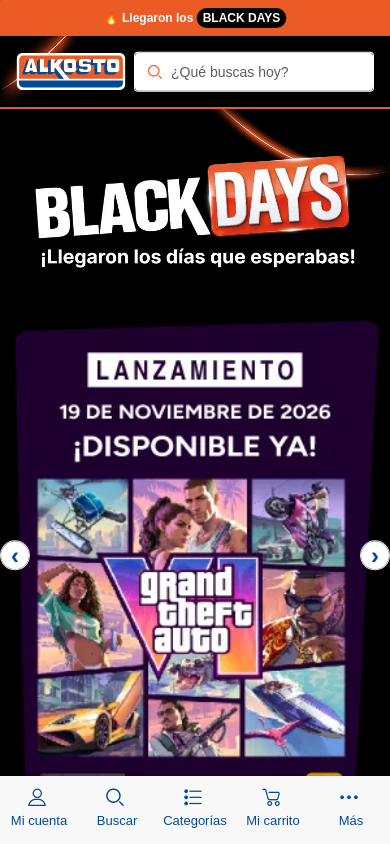 🔥 Llegaron los BLACK DAYS
ALKOSTO
¿Qué buscas hoy?
BLACK DAYS
¡Llegaron los días que esperabas!
LANZAMIENTO
19 DE NOVIEMBRE DE 2026
¡DISPONIBLE YA!
VI
grand
theft
auto
‹ ›
Mi cuenta Buscar Categorías Mi carrito Más